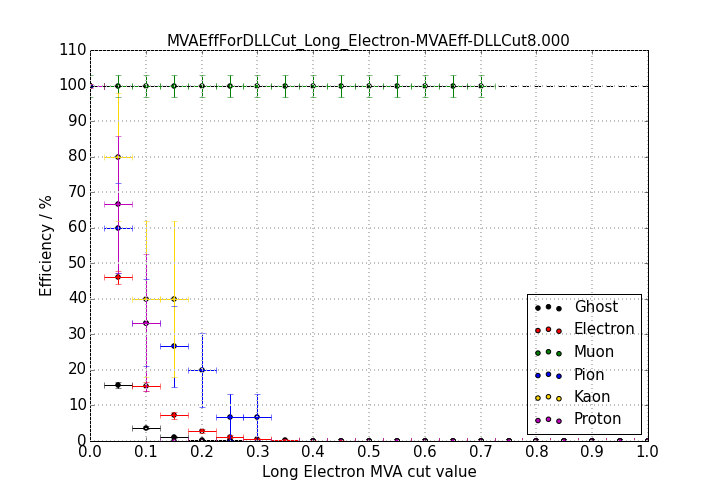 MVAEffForDLLCut_Long_Electron-MVAEff-DLLCut8.000
110
100
90
80
70
60
50
40
30
20
10
0
Efficiency / %
0.0 0.1 0.2 0.3 0.4 0.5 0.6 0.7 0.8 0.9 1.0
Long Electron MVA cut value
Ghost
Electron
Muon
Pion
Kaon
Proton